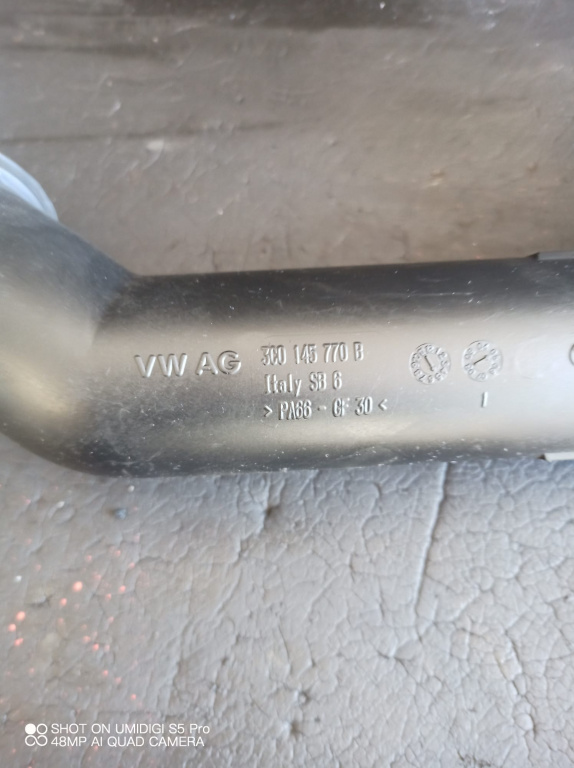 VW AG
3C0 145 770 B
Italy SB 6
> PA66 - GF 30 <
SHOT ON UMIDIGI S5 Pro
48MP AI QUAD CAMERA